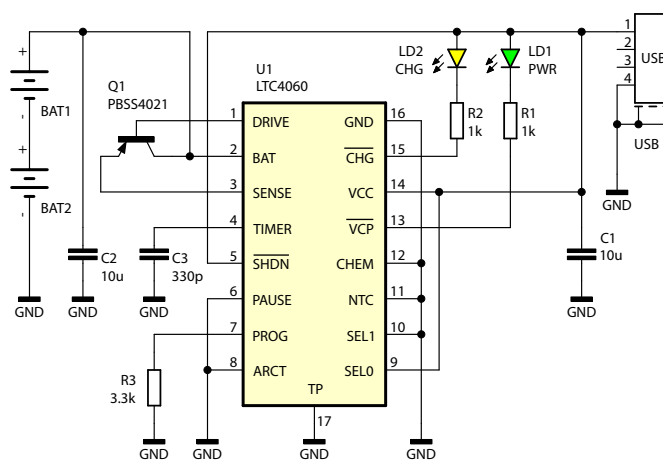 +
-
BAT1
+
-
BAT2
Q1
PBSS4021
U1
LTC4060
LD2
CHG
LD1
PWR
R2
1k
R1
1k
1
2
3
4
USB
USB
GND
1 DRIVE GND 16
2 BAT CHG 15
3 SENSE VCC 14
4 TIMER VCP 13
5 SHDN CHEM 12
6 PAUSE NTC 11
7 PROG SEL1 10
8 ARCT SEL0 9
TP
17
C2
10u
C3
330p
C1
10u
GND
GND
GND
GND
R3
3.3k
GND
GND
GND
GND